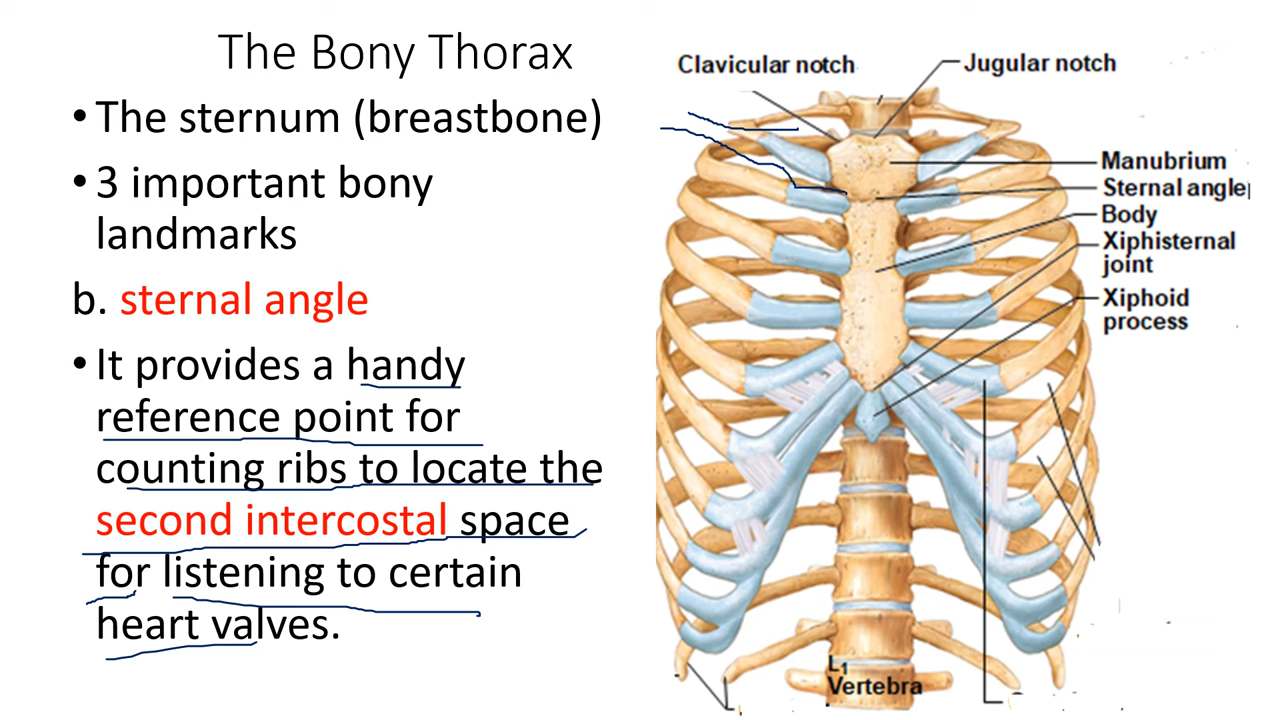 The Bony Thorax
• The sternum (breastbone)
• 3 important bony
landmarks
b. sternal angle
• It provides a handy
reference point for
counting ribs to locate the
second intercostal space
for listening to certain
heart valves.
Clavicular notch
Jugular notch
Manubrium
Sternal angle
Body
Xiphisternal
joint
Xiphoid
process
L1
Vertebra